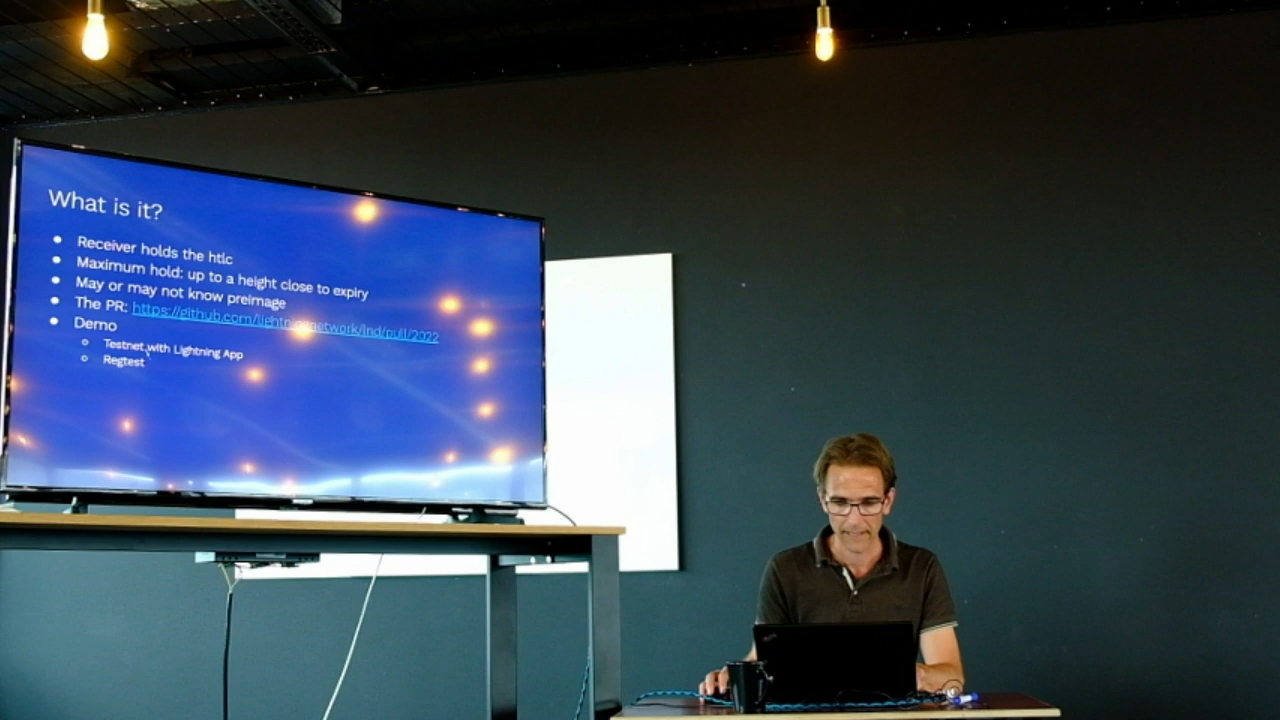 What is it?
● Receiver holds the htlc
● Maximum hold: up to a height close to expiry
● May or may not know preimage
● The PR: https://github.com/lightningnetwork/lnd/pull/2022
● Demo
○ Testnet with Lightning App
○ Regtest